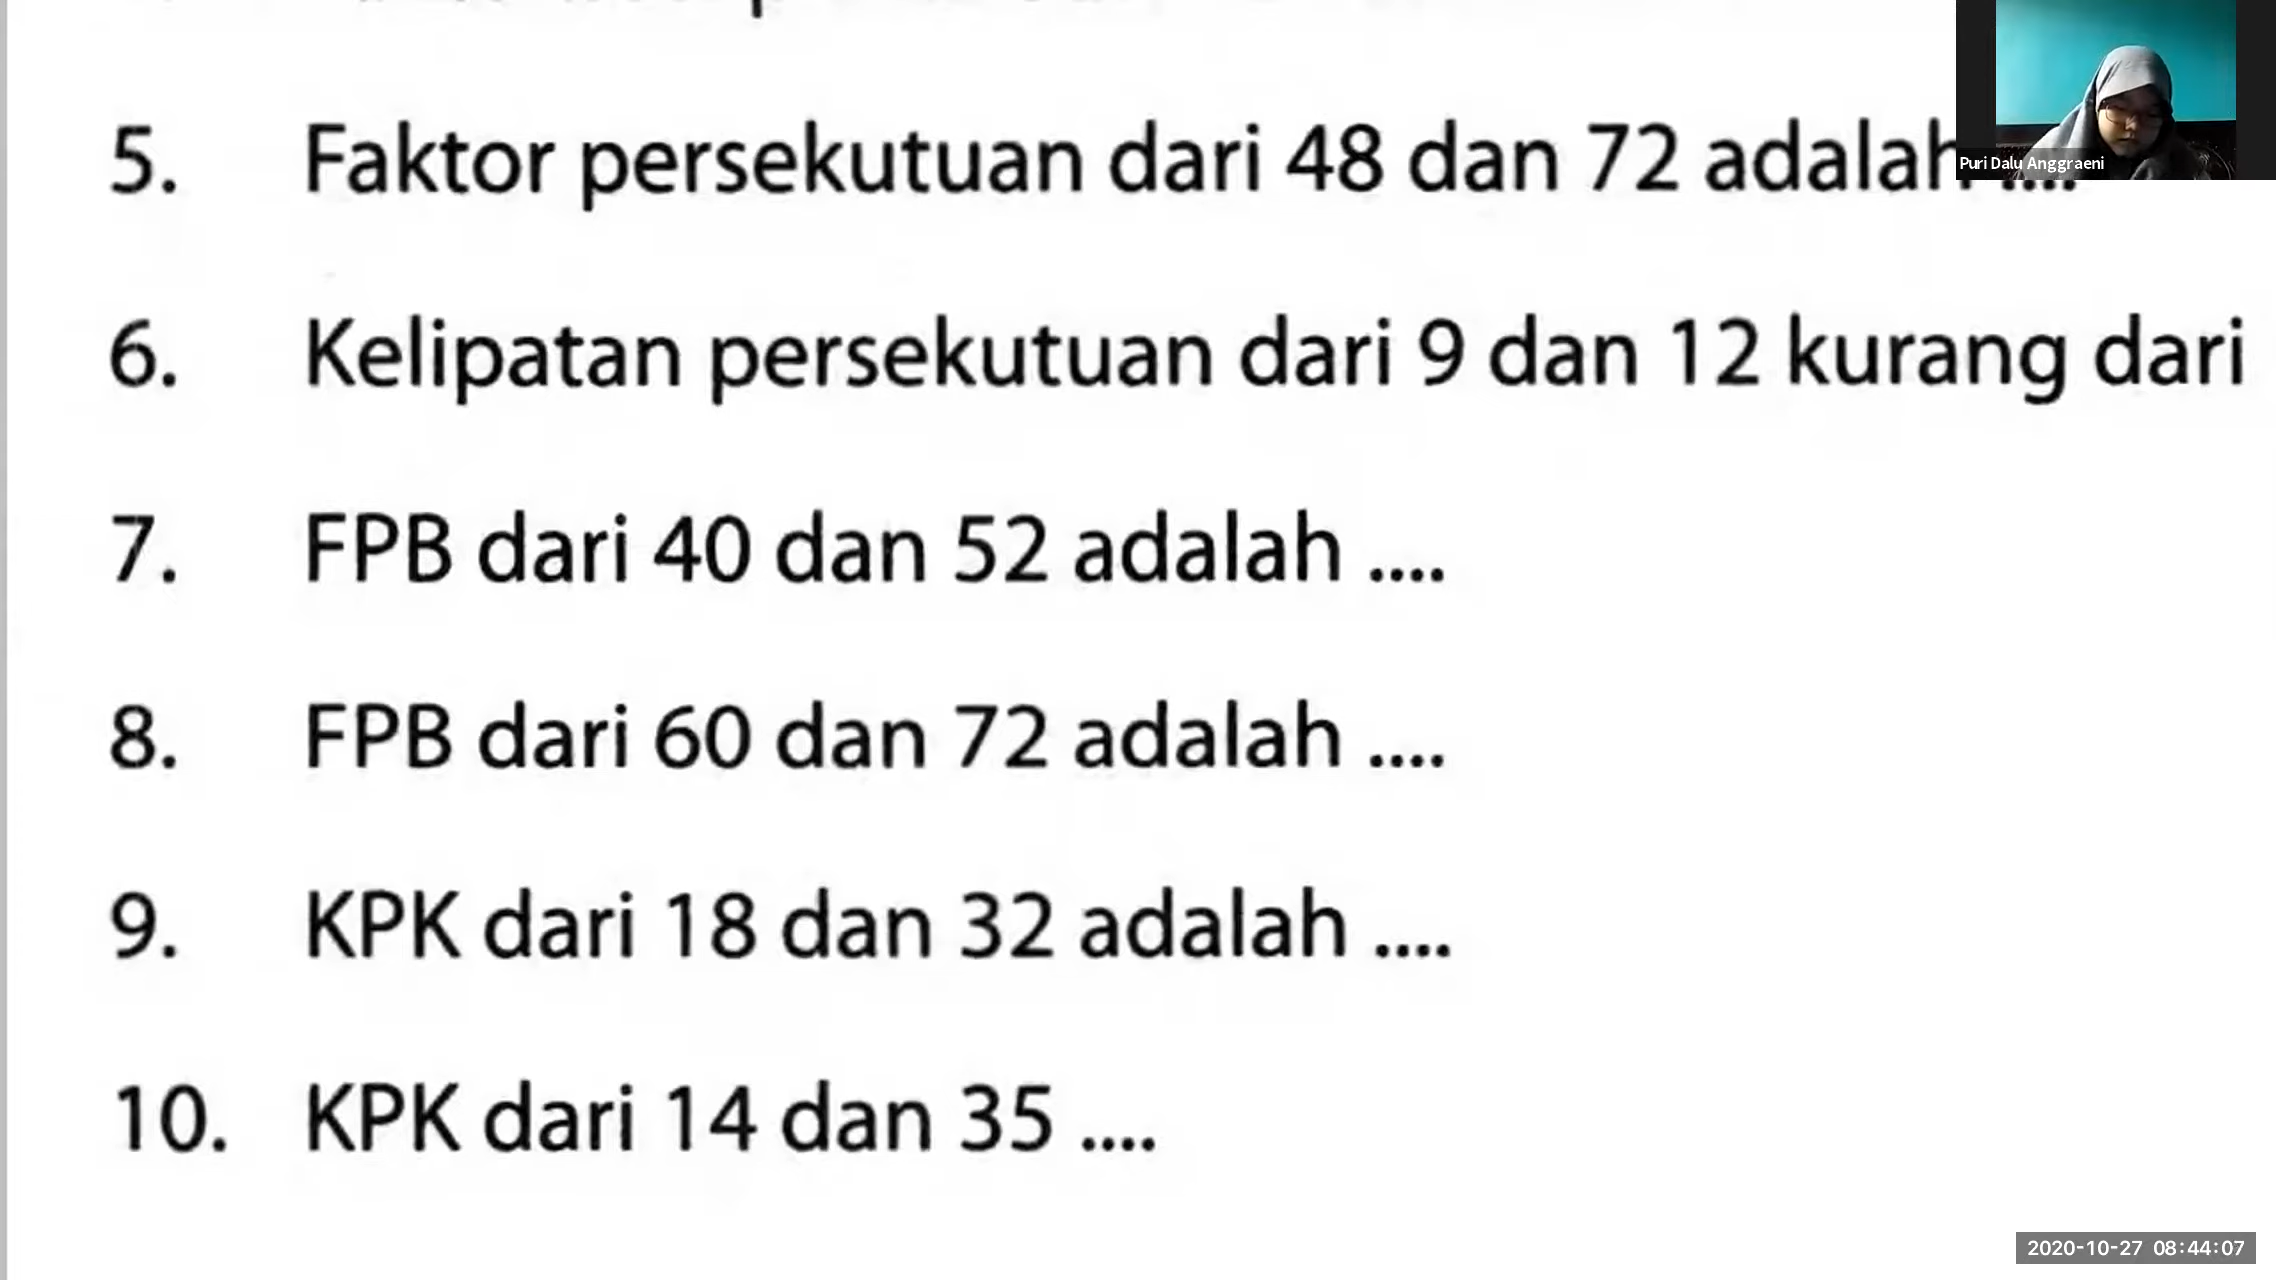 5. Faktor persekutuan dari 48 dan 72 adalah ....
Puri Dalu Anggraeni
6. Kelipatan persekutuan dari 9 dan 12 kurang dari
7. FPB dari 40 dan 52 adalah ....
8. FPB dari 60 dan 72 adalah ....
9. KPK dari 18 dan 32 adalah ....
10. KPK dari 14 dan 35 ....
2020-10-27 08:44:07